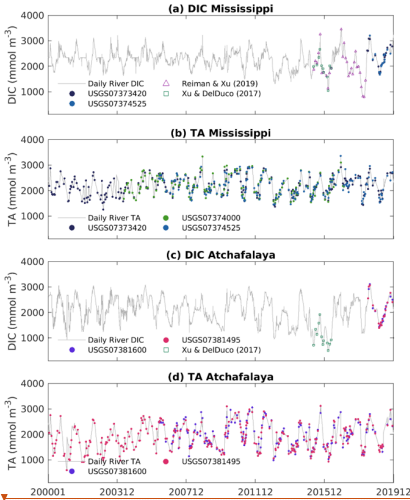 (a) DIC Mississippi
4000
3000
2000
1000
DIC (mmol m⁻³)
Daily River DIC
USGS07373420
USGS07374525
Reiman & Xu (2019)
Xu & DelDuco (2017)
(b) TA Mississippi
4000
3000
2000
1000
TA (mmol m⁻³)
Daily River TA
USGS07373420
USGS07374000
USGS07374525
(c) DIC Atchafalaya
4000
3000
2000
1000
DIC (mmol m⁻³)
Daily River DIC
USGS07381600
USGS07381495
Xu & DelDuco (2017)
(d) TA Atchafalaya
4000
3000
2000
1000
TA (mmol m⁻³)
Daily River TA
USGS07381600
USGS07381495
200001 200312 200712 201112 201512 201912